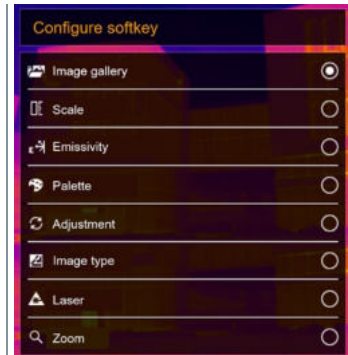 Configure softkey
Image gallery
Scale
Emissivity
Palette
Adjustment
Image type
Laser
Zoom